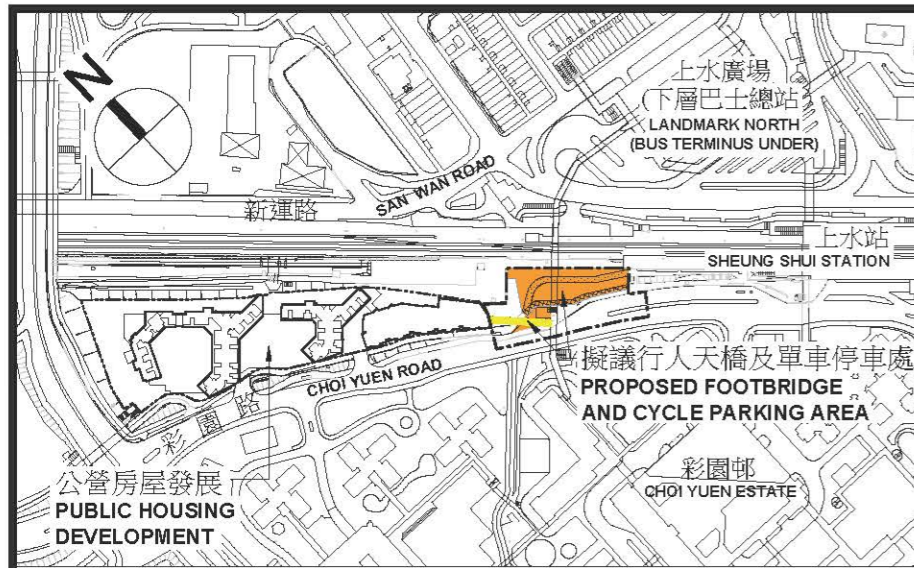 N
上水廣場
(下層巴士總站
LANDMARK NORTH
(BUS TERMINUS UNDER)
SAN WAN ROAD
新運路
上水站
SHEUNG SHUI STATION
擬議行人天橋及單車停車處
PROPOSED FOOTBRIDGE
AND CYCLE PARKING AREA
CHOI YUEN ROAD
彩園路
彩園邨
CHOI YUEN ESTATE
公營房屋發展
PUBLIC HOUSING
DEVELOPMENT